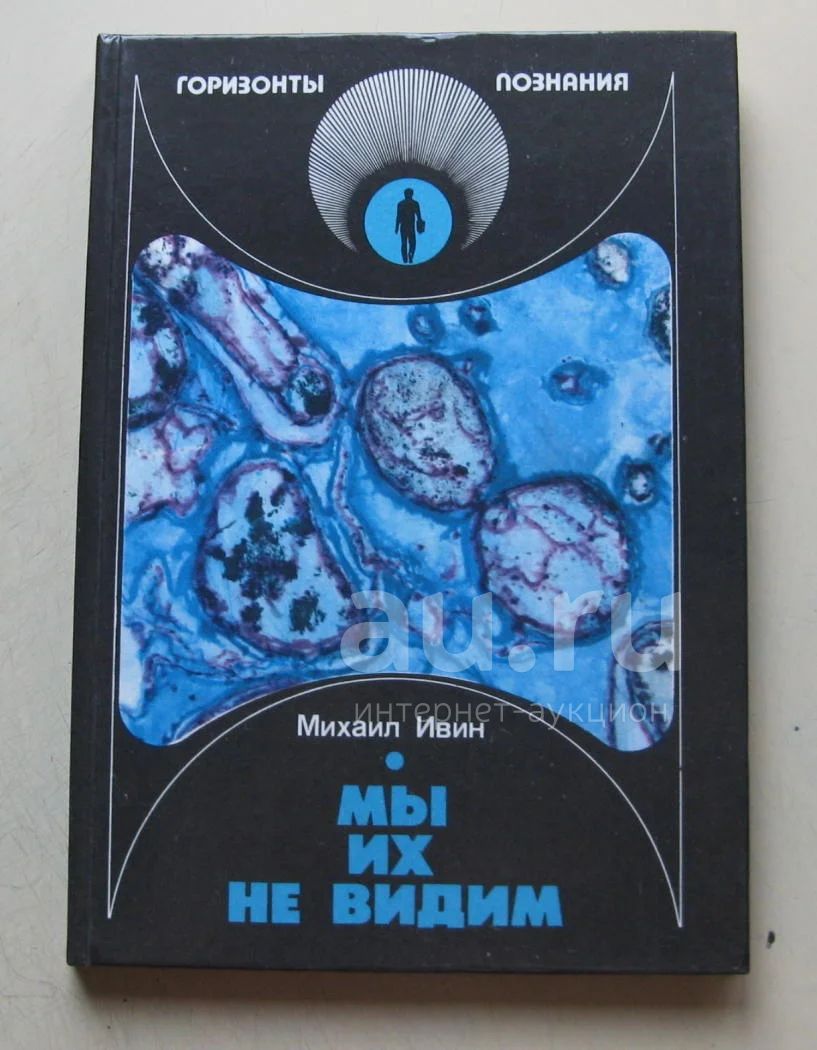 ГОРИЗОНТЫ ПОЗНАНИЯ
au.ru
интернет-аукцион
Михаил Ивин
МЫ
ИХ
НЕ ВИДИМ